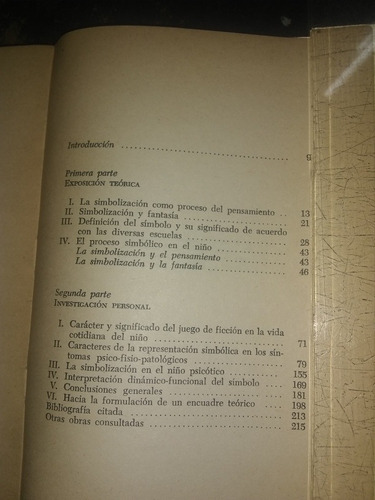 Introducción ........ 9
Primera parte
EXPOSICIÓN TEÓRICA
I. La simbolización como proceso del pensamiento .. 13
II. Simbolización y fantasía ........ 21
III. Definición del símbolo y su significado de acuerdo
con las diversas escuelas ........ 28
IV. El proceso simbólico en el niño ........ 43
La simbolización y el pensamiento ........ 43
La simbolización y la fantasía ........ 46
Segunda parte
INVESTIGACIÓN PERSONAL
I. Carácter y significado del juego de ficción en la vida
cotidiana del niño ........ 71
II. Caracteres de la representación simbólica en los sín-
tomas psico-fisio-patológicos ........ 79
III. La simbolización en el niño psicótico ........ 155
IV. Interpretación dinámico-funcional del símbolo .. 169
V. Conclusiones generales ........ 181
VI. Hacia la formulación de un encuadre teórico .... 198
Bibliografía citada ........ 213
Otras obras consultadas ........ 215